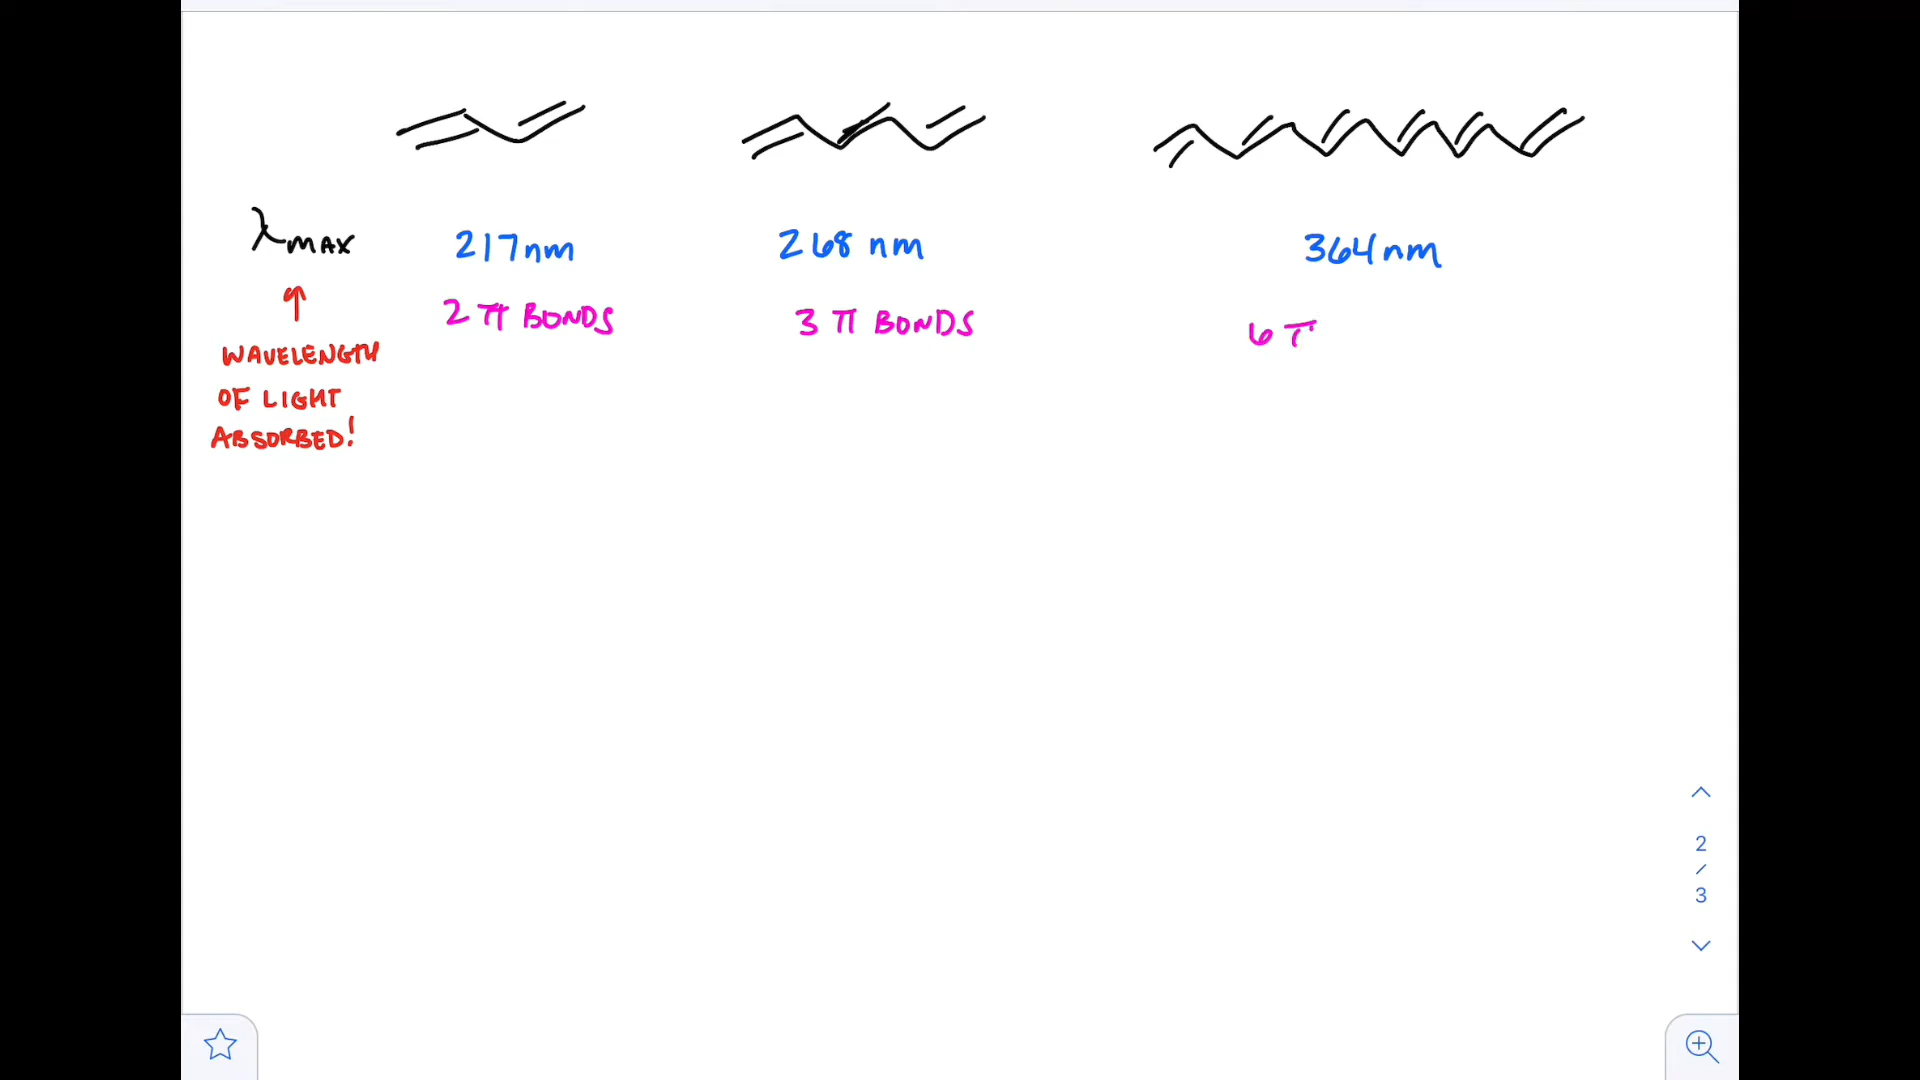 λMAX 217nm 268 nm 364nm
2 π BONDS 3 π BONDS 6 π
↑
WAVELENGTH
OF LIGHT
ABSORBED!
2
/
3